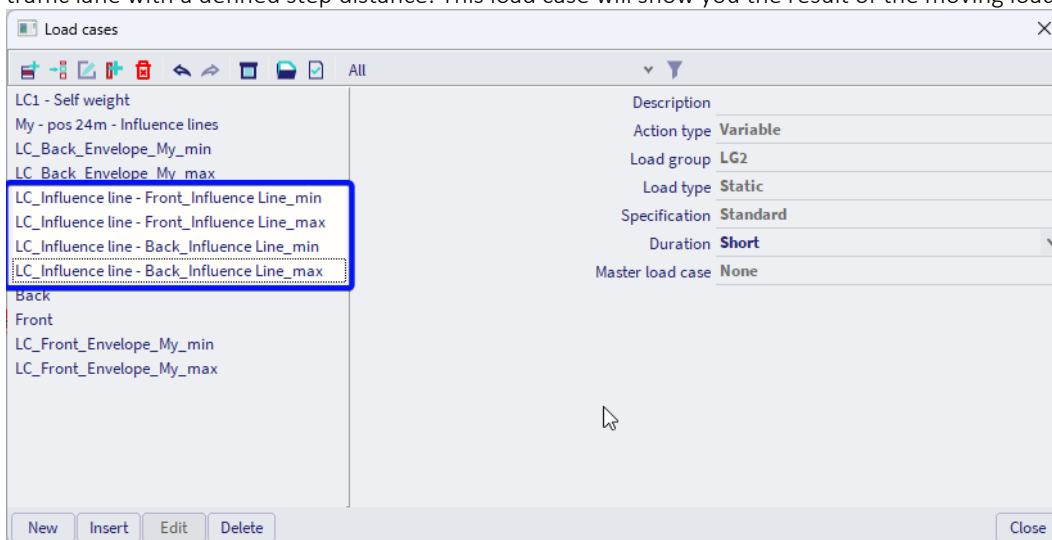 traffic lane with a defined step distance. This load case will show you the result of the moving load
Load cases
All
LC1 - Self weight
My - pos 24m - Influence lines
LC_Back_Envelope_My_min
LC_Back_Envelope_My_max
LC_Influence line - Front_Influence Line_min
LC_Influence line - Front_Influence Line_max
LC_Influence line - Back_Influence Line_min
LC_Influence line - Back_Influence Line_max
Back
Front
LC_Front_Envelope_My_min
LC_Front_Envelope_My_max
Description
Action type Variable
Load group LG2
Load type Static
Specification Standard
Duration Short
Master load case None
New Insert Edit Delete Close